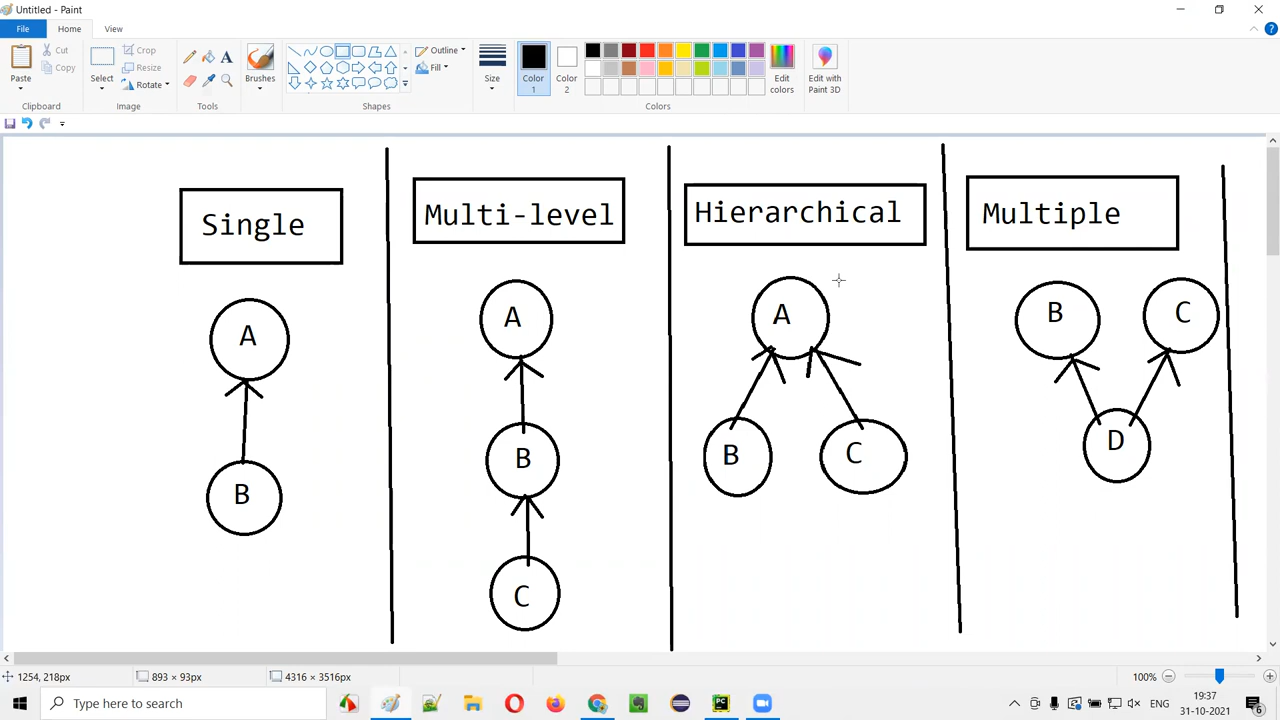 Untitled - Paint
File
Home
View
Paste
Cut
Copy
Clipboard
Select
Crop
Resize
Rotate
Image
A
Tools
Brushes
Shapes
Outline
Fill
Size
Color
1
Color
2
Edit
colors
Colors
Edit with
Paint 3D
Single
A
B
Multi-level
A
B
C
Hierarchical
A
B
C
Multiple
B
C
D
1254, 218px
893 × 93px
4316 × 3516px
100%
Type here to search
PC
ENG
19:37
31-10-2021
6